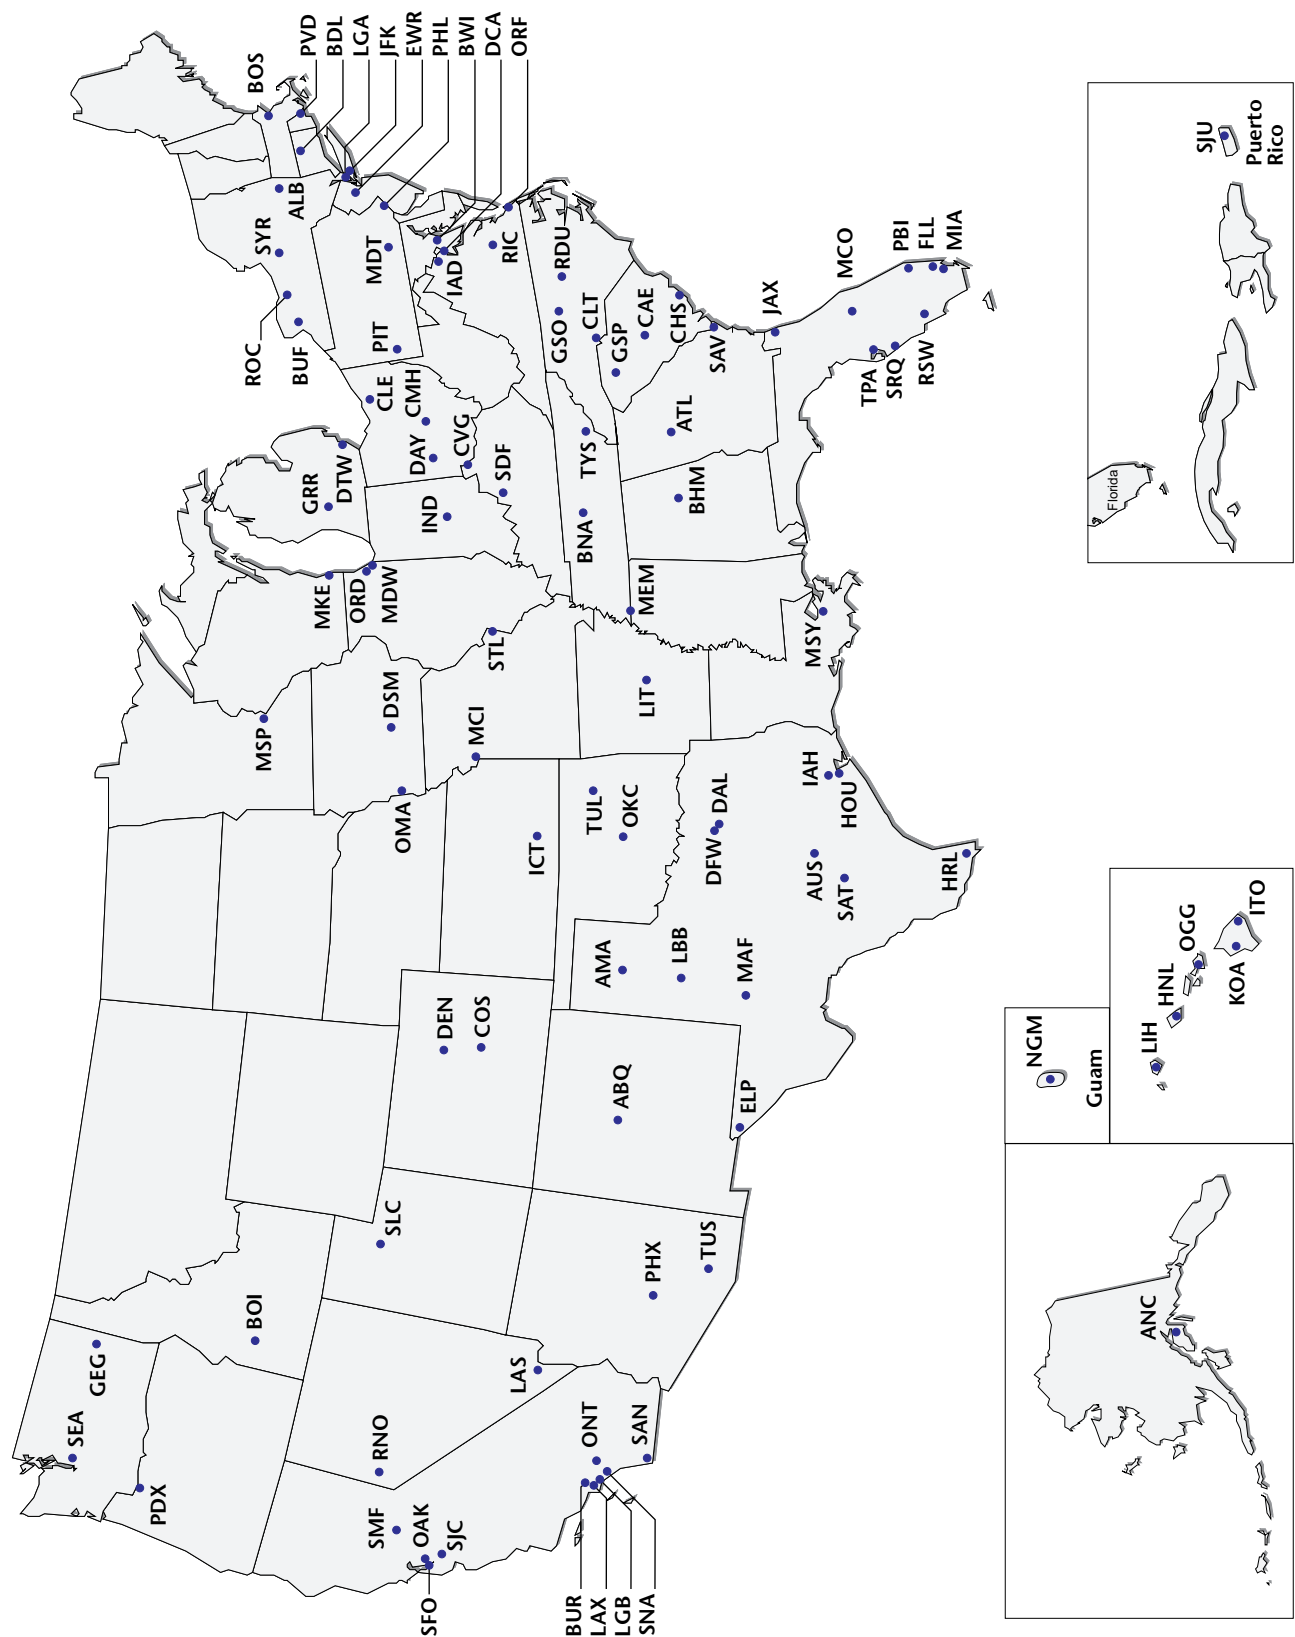 SEA
GEG
PDX
BOI
RNO
SMF
OAK
SFO
SJC
LAS
SLC
BUR
LAX
LGB
SNA
ONT
SAN
PHX
TUS
DEN
COS
ABQ
ELP
AMA
LBB
MAF
MSP
DSM
OMA
MCI
ICT
TUL
OKC
DFW
DAL
AUS
SAT
IAH
HOU
HRL
STL
LIT
MKE
ORD
MDW
GRR
DTW
IND
CLE
CMH
DAY
CVG
SDF
BNA
TYS
MEM
BHM
ATL
MSY
ROC
BUF
SYR
ALB
BOS
PVD
BDL
LGA
JFK
EWR
PHL
BWI
DCA
ORF
MDT
PIT
IAD
RIC
RDU
GSO
CLT
GSP
CAE
CHS
SAV
JAX
MCO
TPA
SRQ
RSW
PBI
FLL
MIA
ANC
NGM
Guam
LIH
HNL
OGG
KOA
ITO
Florida
SJU
Puerto
Rico